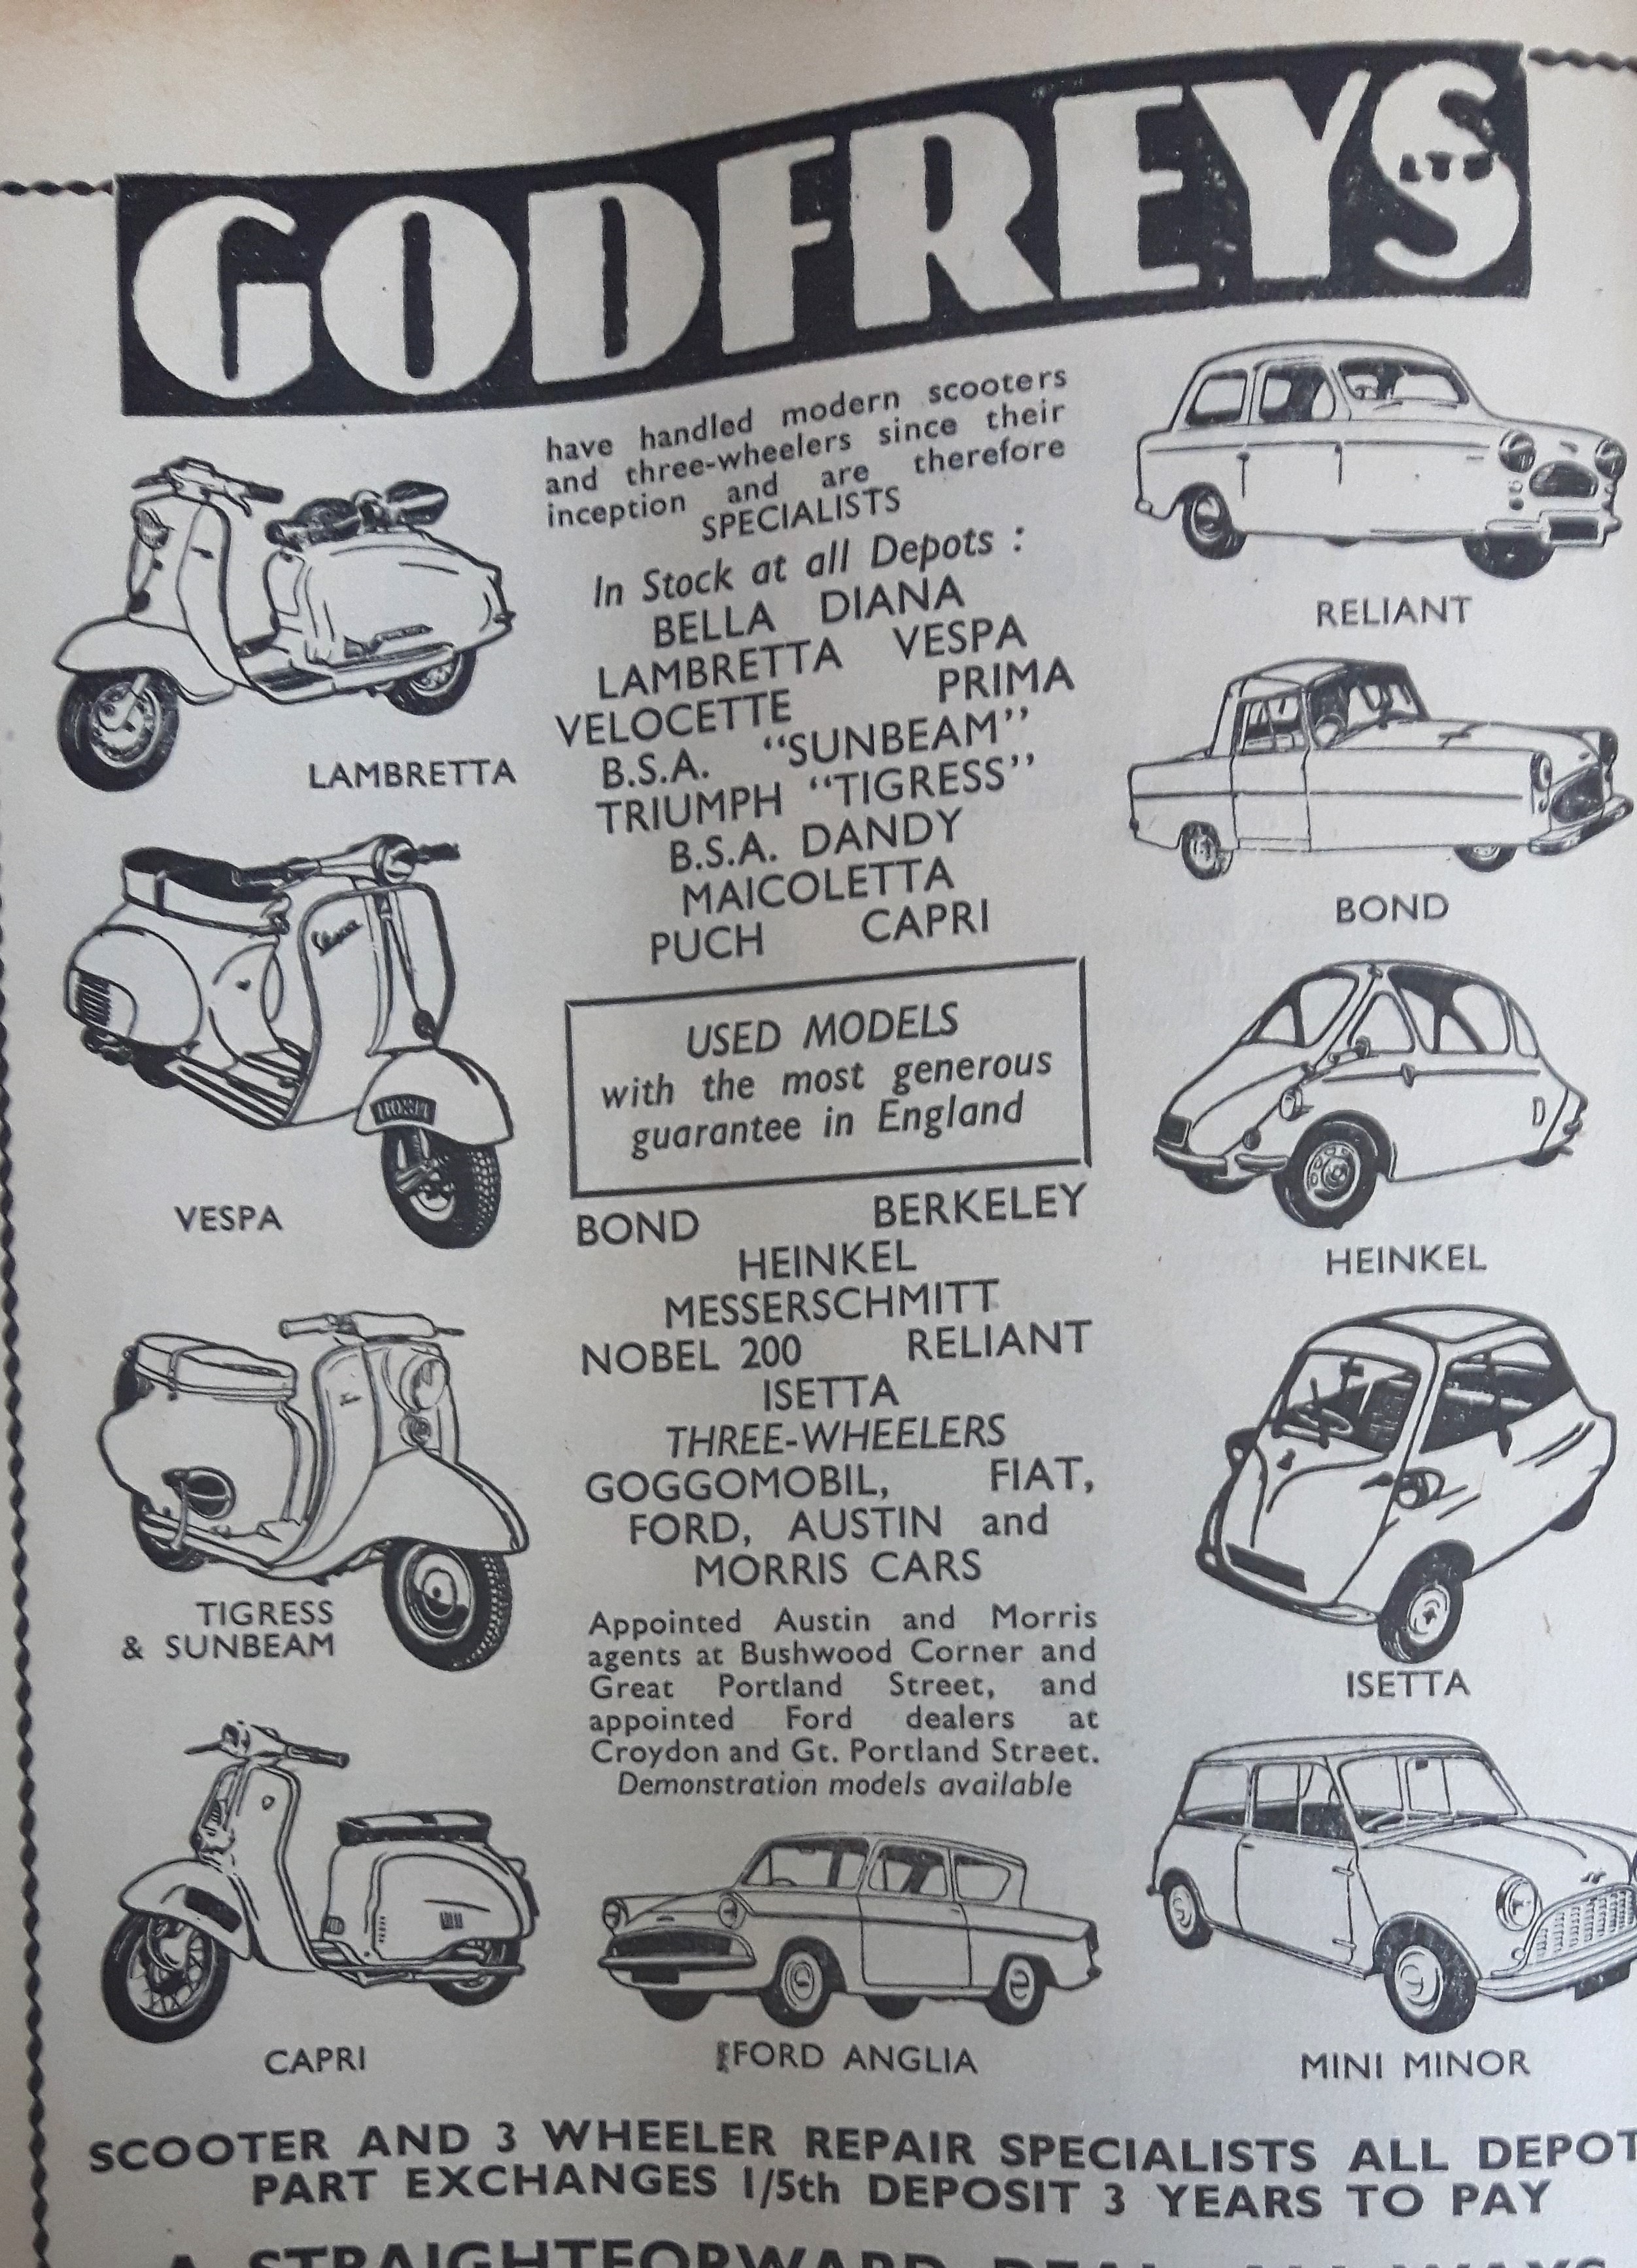 GODFREYS
LTD
have handled modern scooters
and three-wheelers since their
inception and are therefore
SPECIALISTS
In Stock at all Depots :
BELLA DIANA
LAMBRETTA VESPA
VELOCETTE PRIMA
B.S.A. “SUNBEAM”
TRIUMPH “TIGRESS”
B.S.A. DANDY
MAICOLETTA
PUCH CAPRI
USED MODELS
with the most generous
guarantee in England
BOND BERKELEY
HEINKEL
MESSERSCHMITT
NOBEL 200 RELIANT
ISETTA
THREE-WHEELERS
GOGGOMOBIL, FIAT,
FORD, AUSTIN and
MORRIS CARS
Appointed Austin and Morris
agents at Bushwood Corner and
Great Portland Street, and
appointed Ford dealers at
Croydon and Gt. Portland Street.
Demonstration models available
LAMBRETTA
Vespa
VESPA
TIGRESS
& SUNBEAM
CAPRI
RELIANT
BOND
HEINKEL
ISETTA
FORD ANGLIA
MINI MINOR
SCOOTER AND 3 WHEELER REPAIR SPECIALISTS ALL DEPOT
PART EXCHANGES 1/5th DEPOSIT 3 YEARS TO PAY
A STRAIGHTFORWARD DEAL ALWAYS